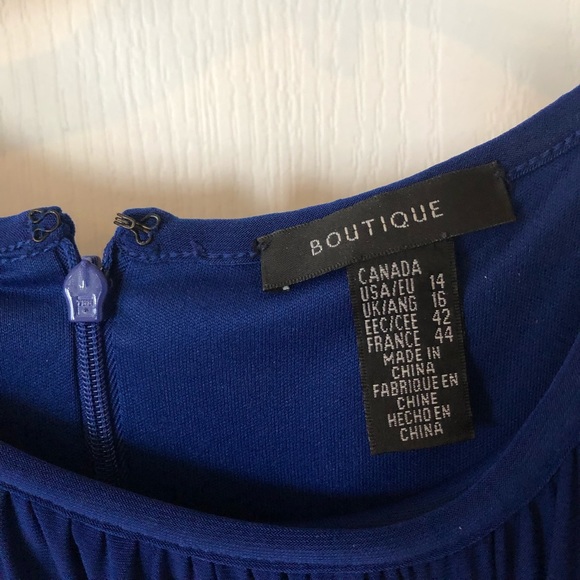 BOUTIQUE
CANADA
USA/EU 14
UK/ANG 16
EEC/CEE 42
FRANCE 44
MADE IN
CHINA
FABRIQUE EN
CHINE
HECHO EN
CHINA